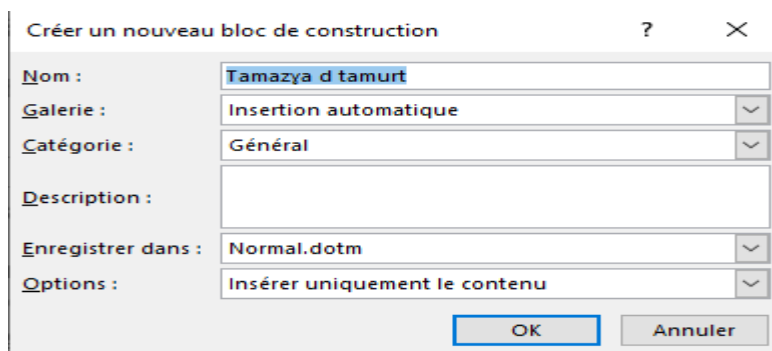 Créer un nouveau bloc de construction ? ×
Nom : Tamazɣa d tamurt
Galerie : Insertion automatique
Catégorie : Général
Description :
Enregistrer dans : Normal.dotm
Options : Insérer uniquement le contenu
OK Annuler